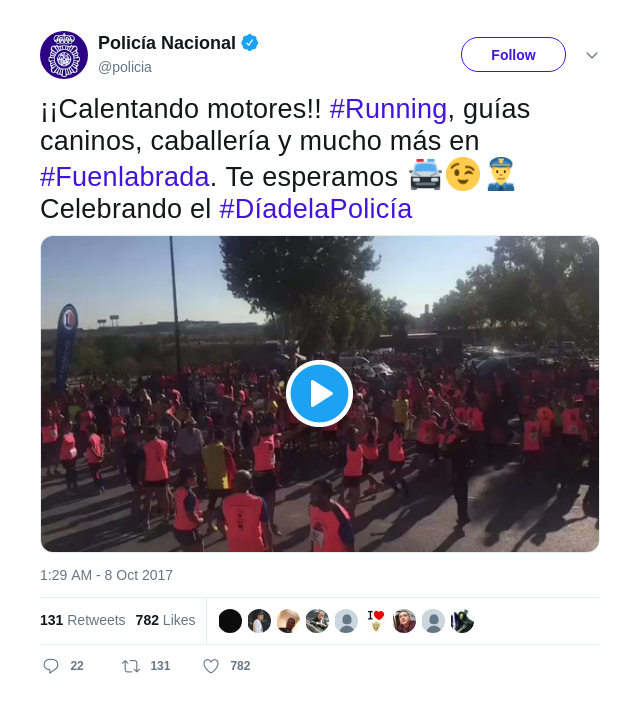 Policía Nacional
@policia
Follow
¡¡Calentando motores!! #Running, guías
caninos, caballería y mucho más en
#Fuenlabrada. Te esperamos 🚔😉👮
Celebrando el #DíadelaPolicía
1:29 AM - 8 Oct 2017
131 Retweets 782 Likes
22 131 782